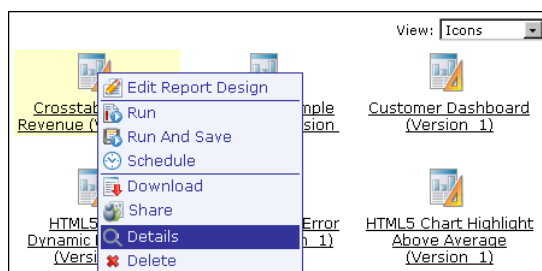 View: Icons
Edit Report Design
Run
Run And Save
Schedule
Download
Share
Details
Delete
Crosstab
Revenue
sion
Customer Dashboard
(Version 1)
HTML5
Dynamic
Error
1)
HTML5 Chart Highlight
Above Average
(Version 1)